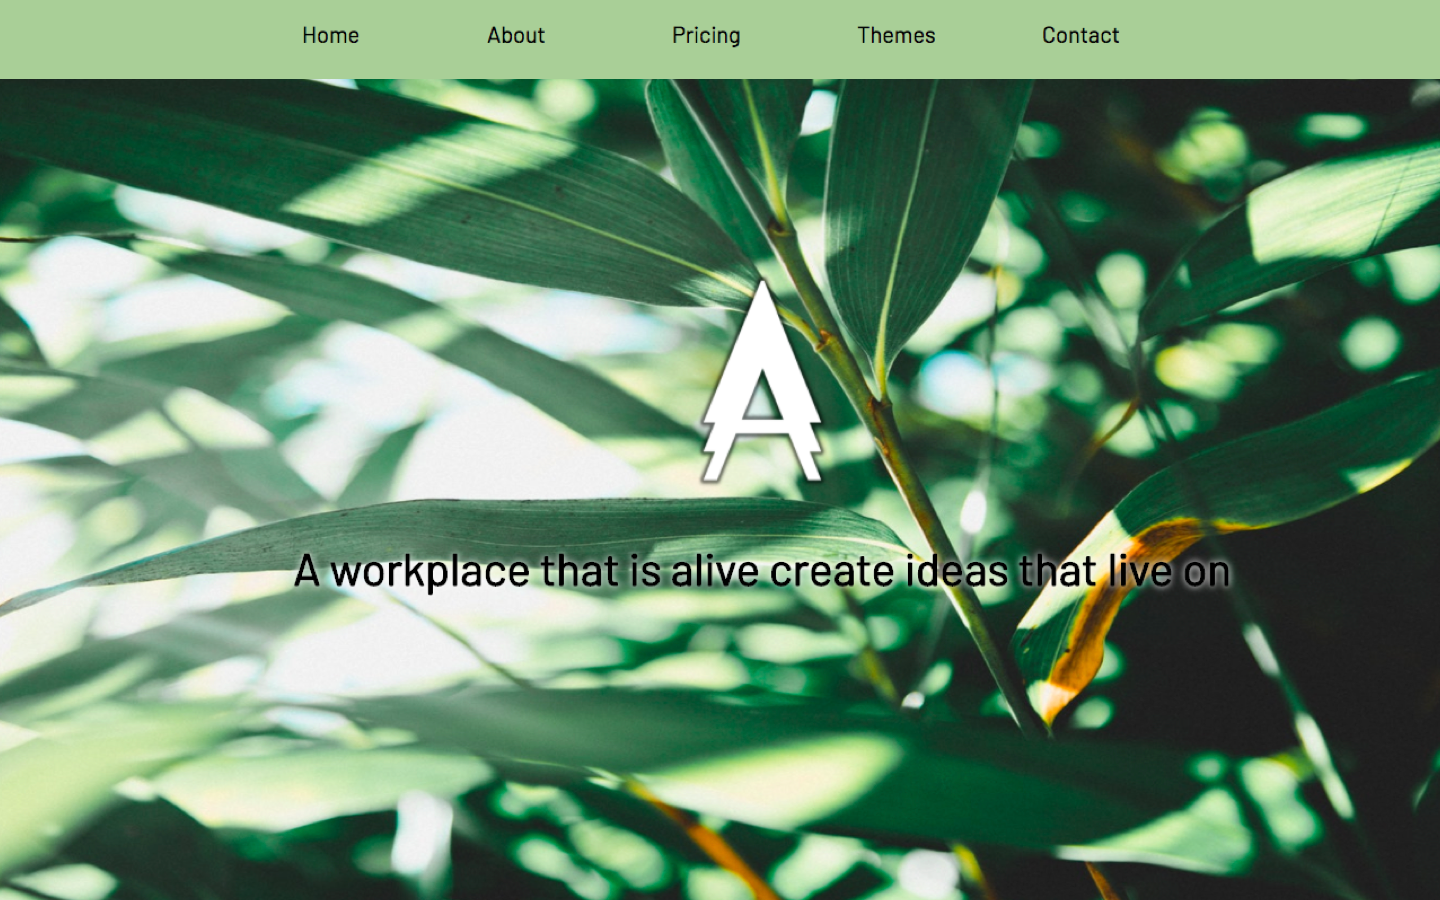 Home About Pricing Themes Contact
A
A workplace that is alive create ideas that live on